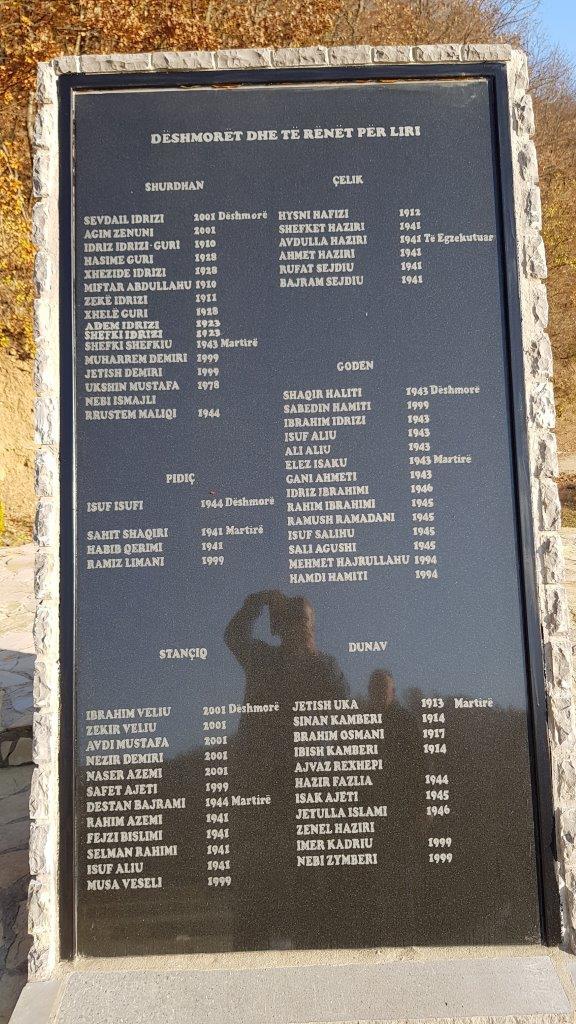 DËSHMORËT DHE TË RËNËT PËR LIRI
SHURDHAN
SEVDAIL IDRIZI 2001 Dëshmorë
AGIM ZENUNI 2001
IDRIZ IDRIZI-GURI 1910
HASIME GURI 1928
XHEZIDE IDRIZI 1928
MIFTAR ABDULLAHU 1910
ZEKË IDRIZI 1911
XHELË GURI 1928
ADEM IDRIZI 1923
SHEFKI IDRIZI 1923
SHEFKI SHEFKIU 1943 Martirë
MUHARREM DEMIRI 1999
JETISH DEMIRI 1999
UKSHIN MUSTAFA 1978
NEBI ISMAJLI
RRUSTEM MALIQI 1944
ÇELIK
HYSNI HAFIZI 1912
SHEFKET HAZIRI 1941
AVDULLA HAZIRI 1941 Të Egzekutuar
AHMET HAZIRI 1941
RUFAT SEJDIU 1941
BAJRAM SEJDIU 1941
GODEN
SHAQIR HALITI 1943 Dëshmorë
SABEDIN HAMITI 1999
IBRAHIM IDRIZI 1943
ISUF ALIU 1943
ALI ALIU 1943
ELEZ ISAKU 1943 Martirë
GANI AHMETI 1943
IDRIZ IBRAHIMI 1946
RAHIM IBRAHIMI 1945
RAMUSH RAMADANI 1945
ISUF SALIHU 1945
SALI AGUSHI 1945
MEHMET HAJRULLAHU 1994
HAMDI HAMITI 1994
PIDIÇ
ISUF ISUFI 1944 Dëshmorë
SAHIT SHAQIRI 1941 Martirë
HABIB QERIMI 1941
RAMIZ LIMANI 1999
STANÇIQ
IBRAHIM VELIU 2001 Dëshmorë
ZEKIR VELIU 2001
AVDI MUSTAFA 2001
NEZIR DEMIRI 2001
NASER AZEMI 2001
SAFET AJETI 1999
DESTAN BAJRAMI 1944 Martirë
RAHIM AZEMI 1941
FEJZI BISLIMI 1941
SELMAN RAHIMI 1941
ISUF ALIU 1941
MUSA VESELI 1999
DUNAV
JETISH UKA 1913 Martirë
SINAN KAMBERI 1914
BRAHIM OSMANI 1917
IBISH KAMBERI 1914
AJVAZ REXHEPI
HAZIR FAZLIA 1944
ISAK AJETI 1945
JETULLA ISLAMI 1946
ZENEL HAZIRI
IMER KADRIU 1999
NEBI ZYMBERI 1999